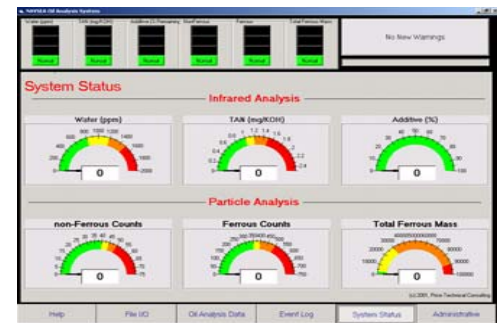 NAVSEA Oil Analysis System
Water (ppm) TAN (mg/KOH) Additive (%) Remaining NonFerrous Ferrous Total Ferrous Mass
Normal Normal Normal Normal Normal Normal
No New Warnings
System Status
Infrared Analysis
Water (ppm) TAN (mg/KOH) Additive (%)
0 0 0
Particle Analysis
non-Ferrous Counts Ferrous Counts Total Ferrous Mass
0 0 0
(c) 2001, Price Technical Consulting
Help File I/O Oil Analysis Data Event Log System Status Administrative